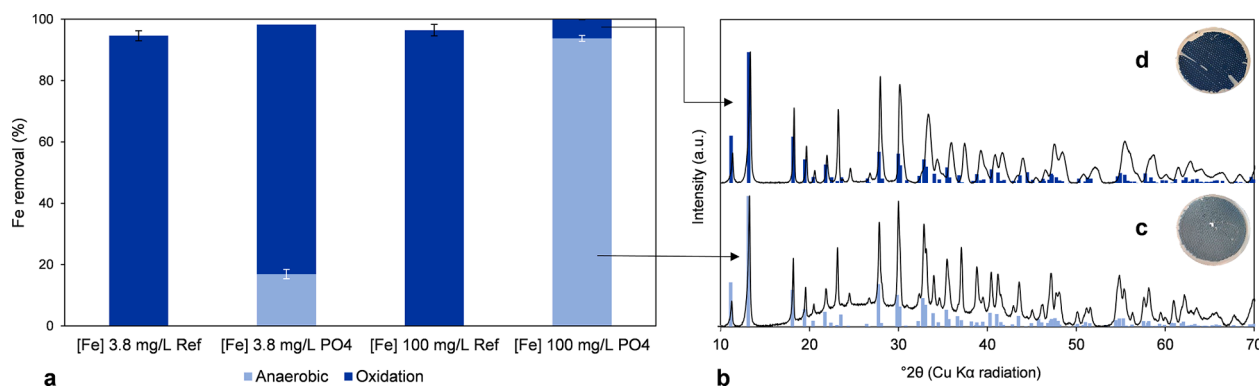 100
80
60
40
20
0
Fe removal (%)
[Fe] 3.8 mg/L Ref
[Fe] 3.8 mg/L PO4
[Fe] 100 mg/L Ref
[Fe] 100 mg/L PO4
Anaerobic
Oxidation
a
d
c
Intensity (a.u.)
10
20
30
40
50
60
70
°2θ (Cu Kα radiation)
b